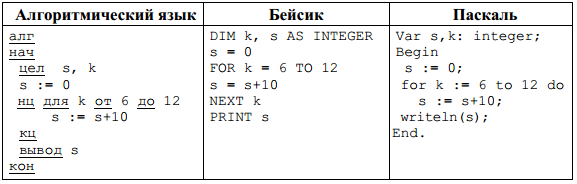 Алгоритмический язык
Бейсик
Паскаль
алг
нач
цел s, k
s := 0
нц для k от 6 до 12
s := s+10
кц
вывод s
кон
DIM k, s AS INTEGER
s = 0
FOR k = 6 TO 12
s = s+10
NEXT k
PRINT s
Var s,k: integer;
Begin
s := 0;
for k := 6 to 12 do
s := s+10;
writeln(s);
End.